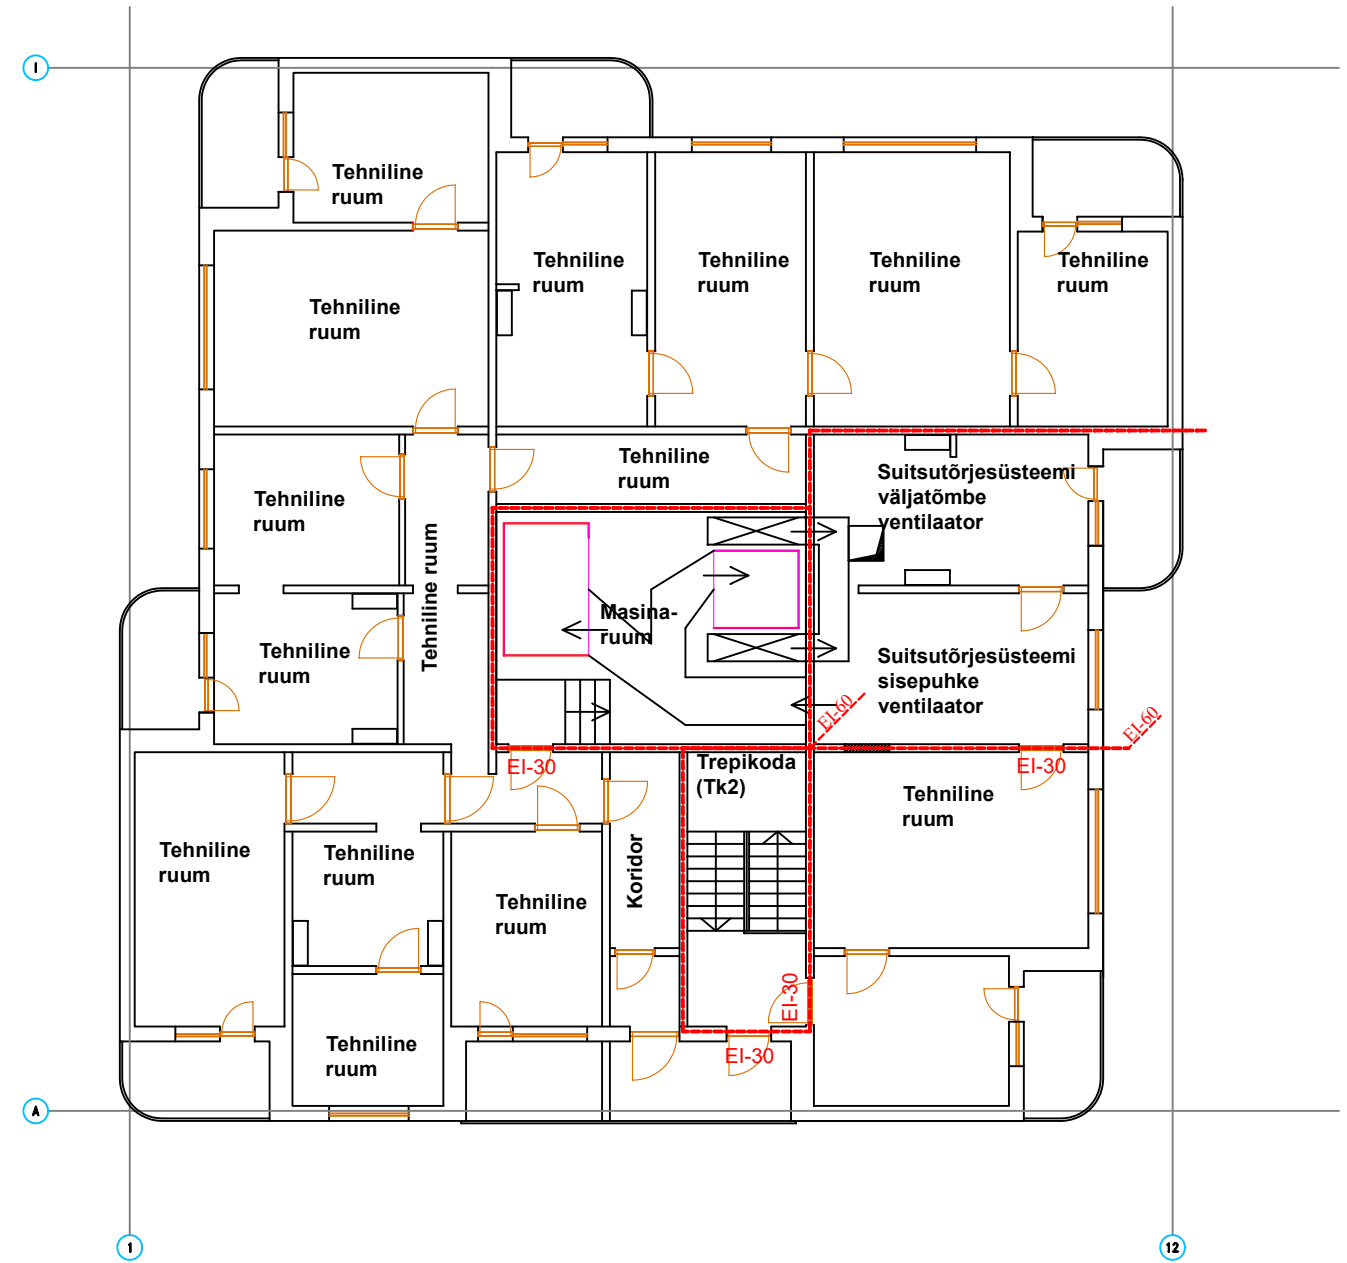 I
Tehniline
ruum
Tehniline
ruum
Tehniline
ruum
Tehniline
ruum
Tehniline
ruum
Tehniline
ruum
Tehniline
ruum
Suitsutõrjesüsteemi
väljatõmbe
ventilaator
Tehniline
ruum
Tehniline ruum
Masina-
ruum
Tehniline
ruum
Suitsutõrjesüsteemi
sisepuhke
ventilaator
EI-60
EI-60
EI-30
Trepikoda
(Tk2)
EI-30
Tehniline
ruum
Tehniline
ruum
Tehniline
ruum
Koridor
Tehniline
ruum
EI-30
Tehniline
ruum
EI-30
A
1
12